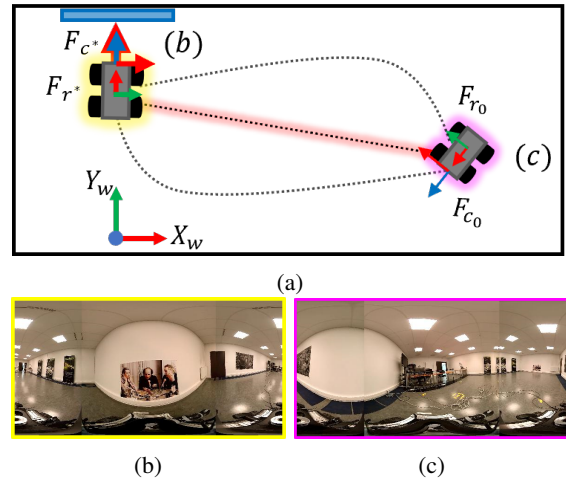 F_{c^*} (b)
F_{r^*}
F_{r_0}
(c)
F_{c_0}
Y_w
X_w
(a)
(b) (c)